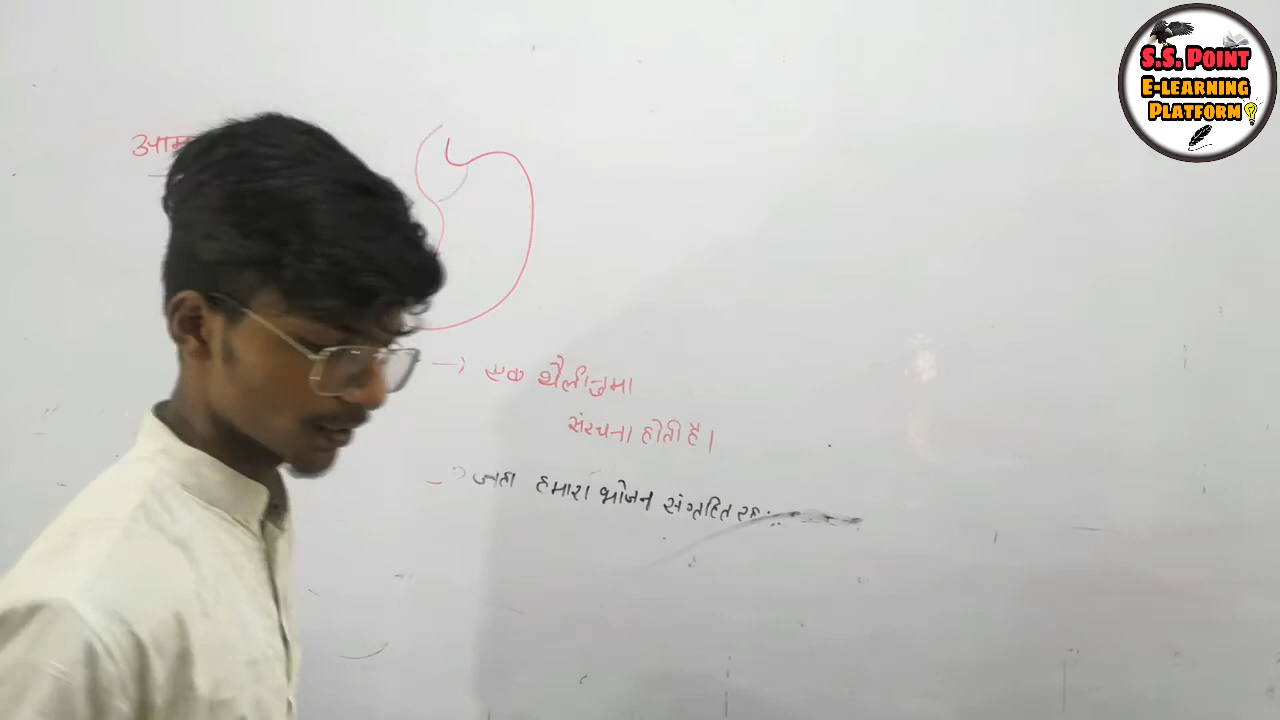 एक थैलीनुमा
संरचना होती है।
जहा हमारा भोजन संग्रहित रह
S.S. POINT
E-LEARNING
PLATFORM